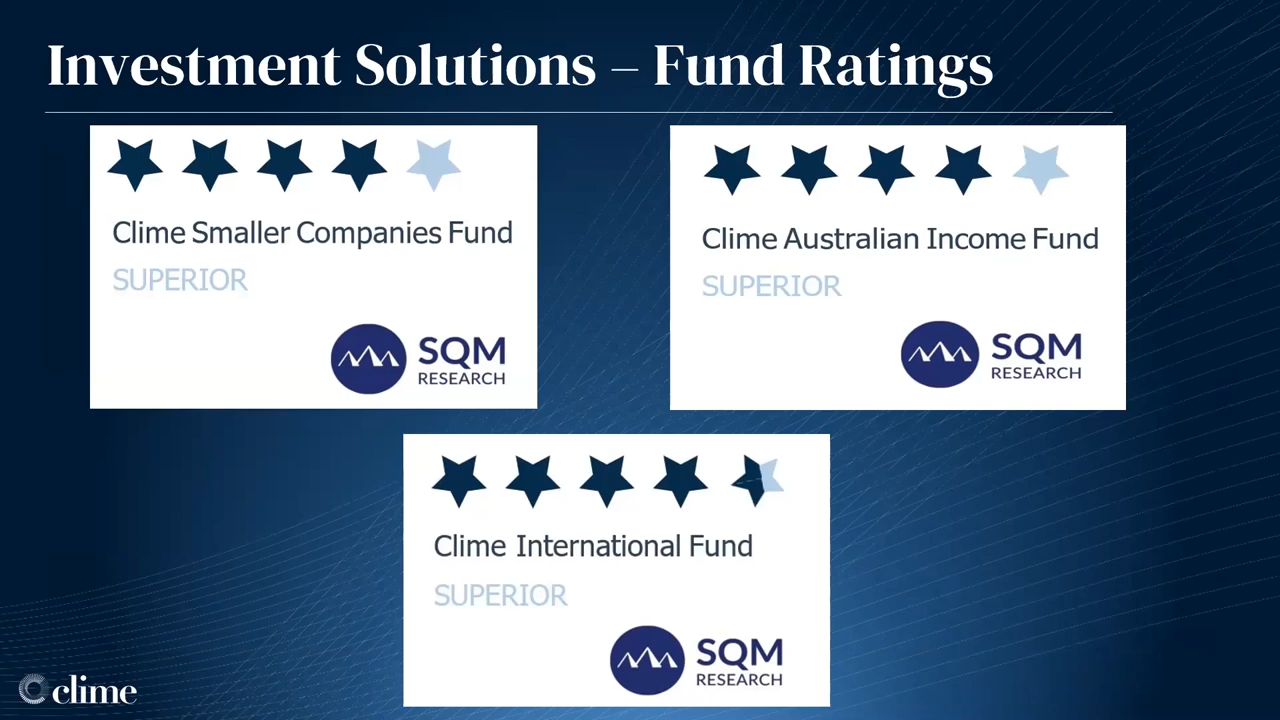 Investment Solutions – Fund Ratings
Clime Smaller Companies Fund
SUPERIOR
SQM
RESEARCH
Clime Australian Income Fund
SUPERIOR
SQM
RESEARCH
Clime International Fund
SUPERIOR
SQM
RESEARCH
clime